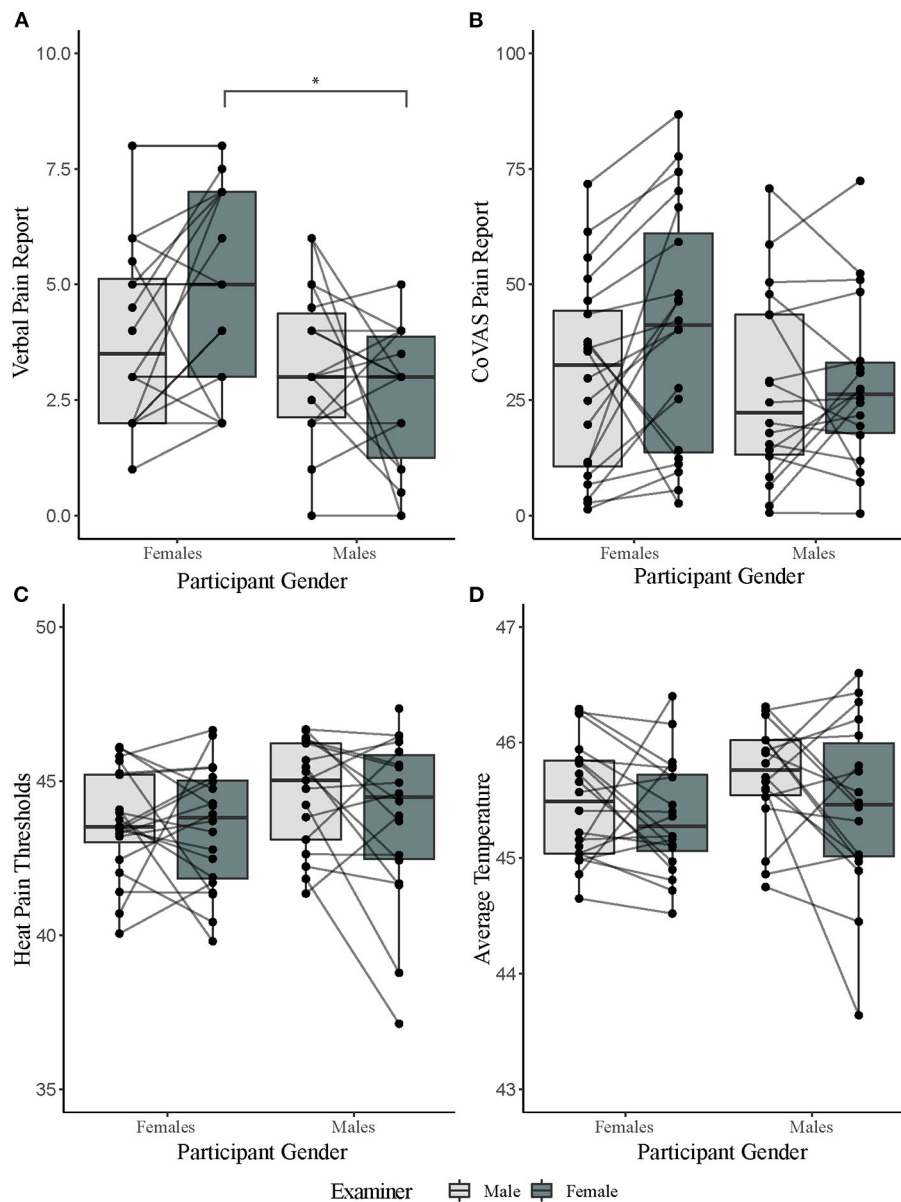 A
B
10.0
7.5
5.0
2.5
0.0
Verbal Pain Report
*
Females
Males
Participant Gender
100
75
50
25
0
CoVAS Pain Report
Females
Males
Participant Gender
C
D
50
45
40
35
Heat Pain Thresholds
Females
Males
Participant Gender
47
46
45
44
43
Average Temperature
Females
Males
Participant Gender
Examiner Male Female